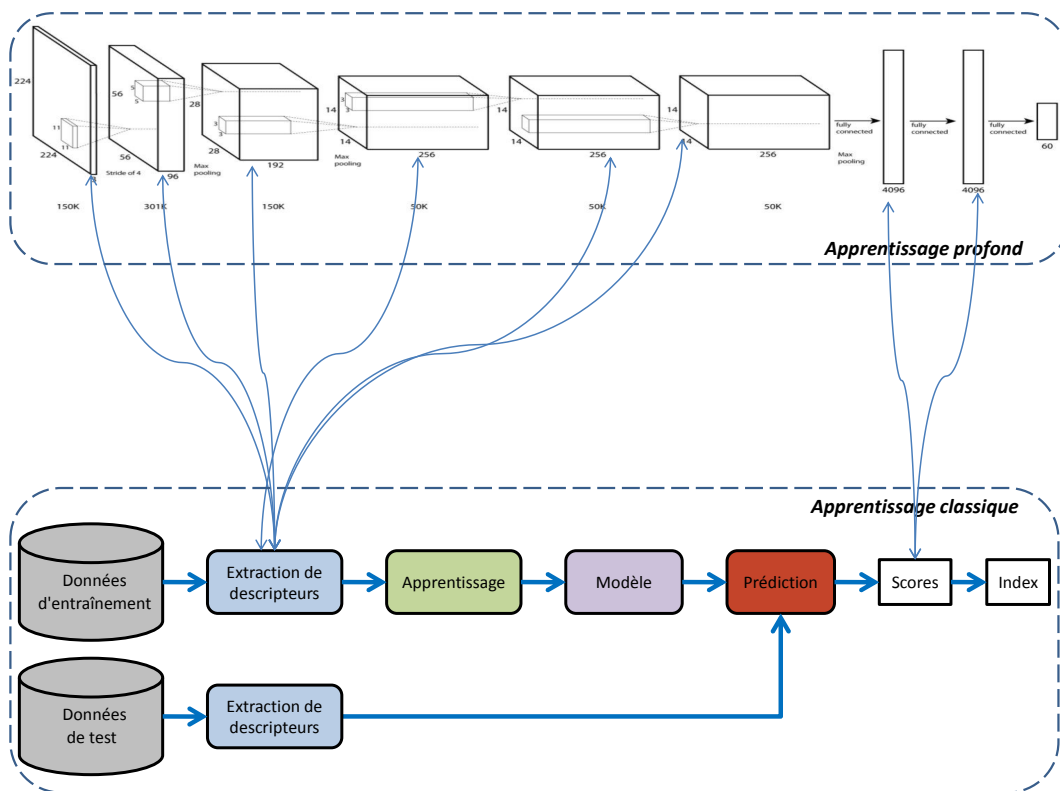 224
224
11
11
3
Stride of 4
150K
56
56
5
5
96
301K
28
28
3
3
Max
pooling
192
150K
14
14
3
3
Max
pooling
256
50K
14
14
256
50K
14
4
256
50K
Max
pooling
fully
connected
4096
fully
connected
4096
fully
connected
60
Apprentissage profond
Apprentissage classique
Données
d'entraînement
Extraction de
descripteurs
Apprentissage
Modèle
Prédiction
Scores
Index
Données
de test
Extraction de
descripteurs